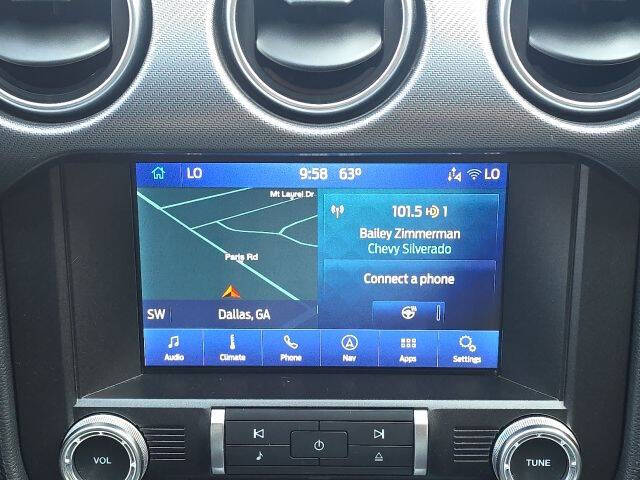 LO 9:58 63° LO
Mt Laurel Dr
Paris Rd
SW Dallas, GA
101.5 HD 1
Bailey Zimmerman
Chevy Silverado
Connect a phone
Audio Climate Phone Nav Apps Settings
VOL TUNE